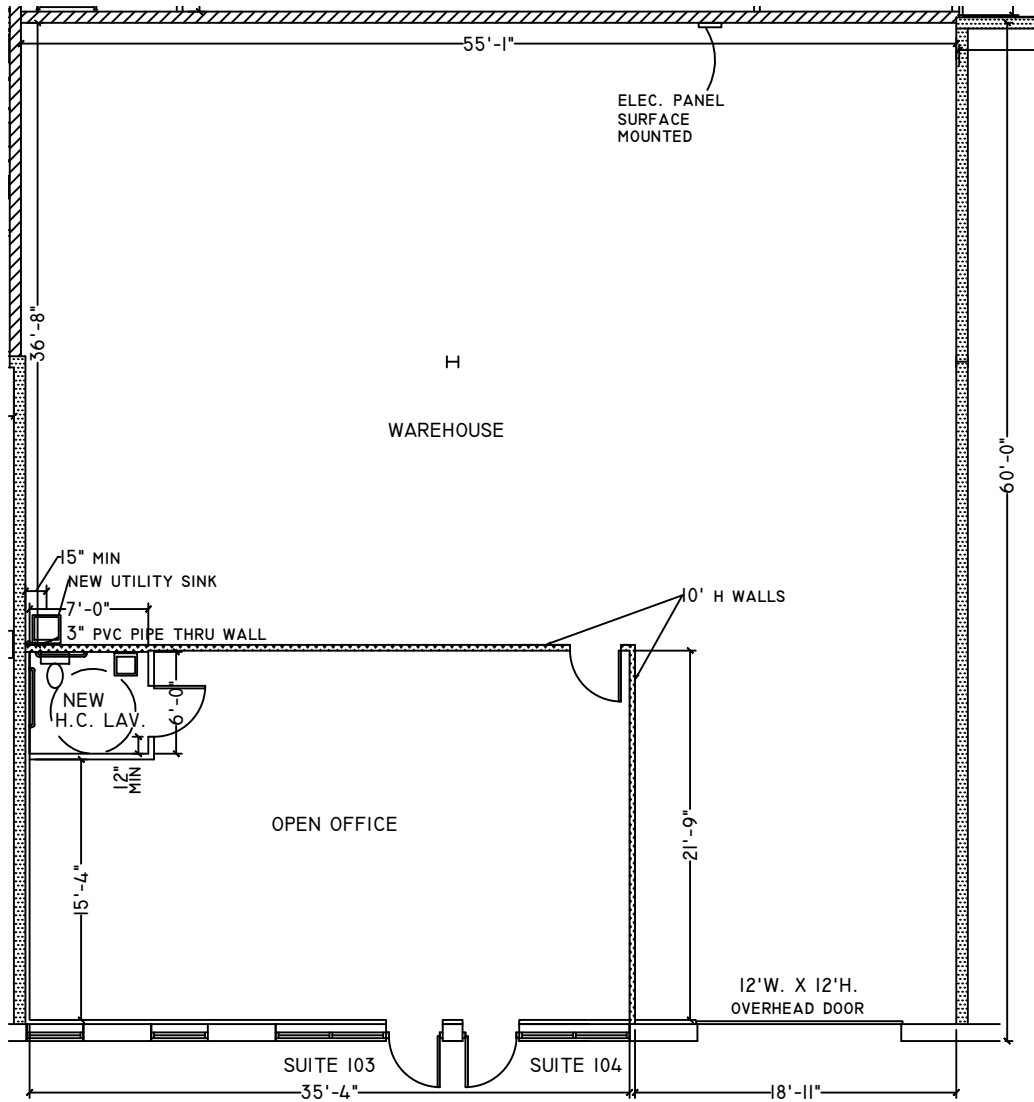 55'-1"
ELEC. PANEL
SURFACE
MOUNTED
36'-8"
WAREHOUSE
60'-0"
15" MIN
NEW UTILITY SINK
7'-0"
3" PVC PIPE THRU WALL
10' H WALLS
NEW
H.C. LAV.
6'-0"
12"
MIN
OPEN OFFICE
21'-9"
15'-4"
12'W. X 12'H.
OVERHEAD DOOR
SUITE 103
SUITE 104
35'-4"
18'-11"